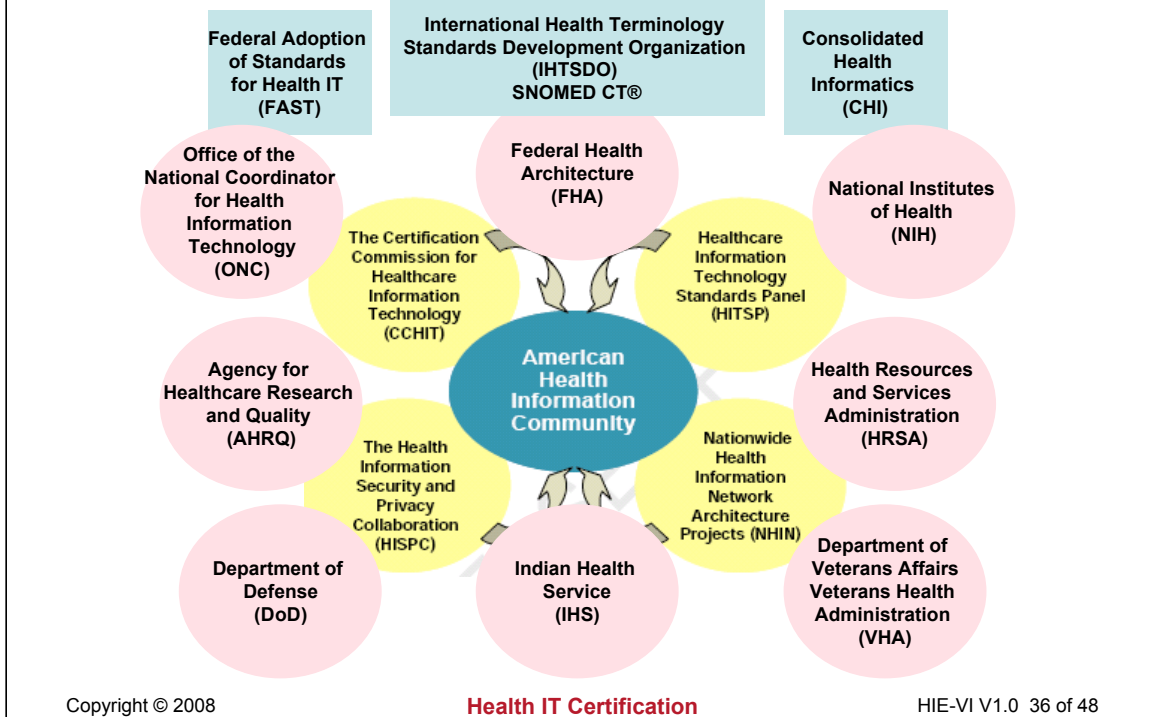 Federal Adoption
of Standards
for Health IT
(FAST)
International Health Terminology
Standards Development Organization
(IHTSDO)
SNOMED CT®
Consolidated
Health
Informatics
(CHI)
Office of the
National Coordinator
for Health
Information
Technology
(ONC)
Federal Health
Architecture
(FHA)
National Institutes
of Health
(NIH)
The Certification
Commission for
Healthcare
Information
Technology
(CCHIT)
Healthcare
Information
Technology
Standards Panel
(HITSP)
American
Health
Information
Community
Agency for
Healthcare Research
and Quality
(AHRQ)
Health Resources
and Services
Administration
(HRSA)
The Health
Information
Security and
Privacy
Collaboration
(HISPC)
Nationwide
Health
Information
Network
Architecture
Projects (NHIN)
Department of
Defense
(DoD)
Indian Health
Service
(IHS)
Department of
Veterans Affairs
Veterans Health
Administration
(VHA)
Copyright © 2008
Health IT Certification
HIE-VI V1.0 36 of 48